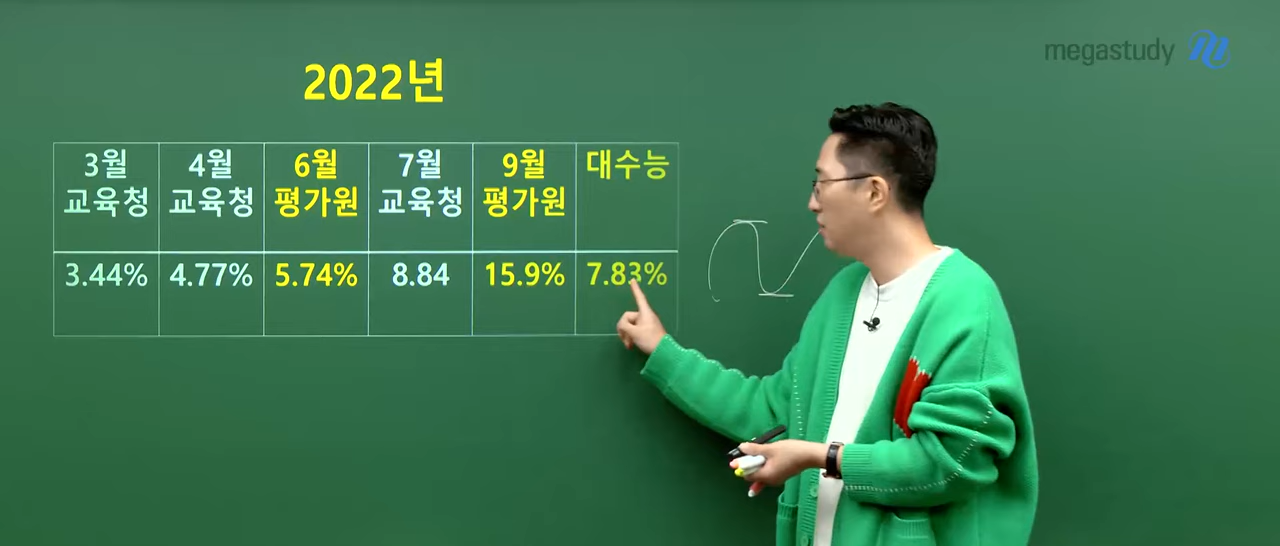 megastudy
2022년
3월 교육청 4월 교육청 6월 평가원 7월 교육청 9월 평가원 대수능
3.44% 4.77% 5.74% 8.84 15.9% 7.83%